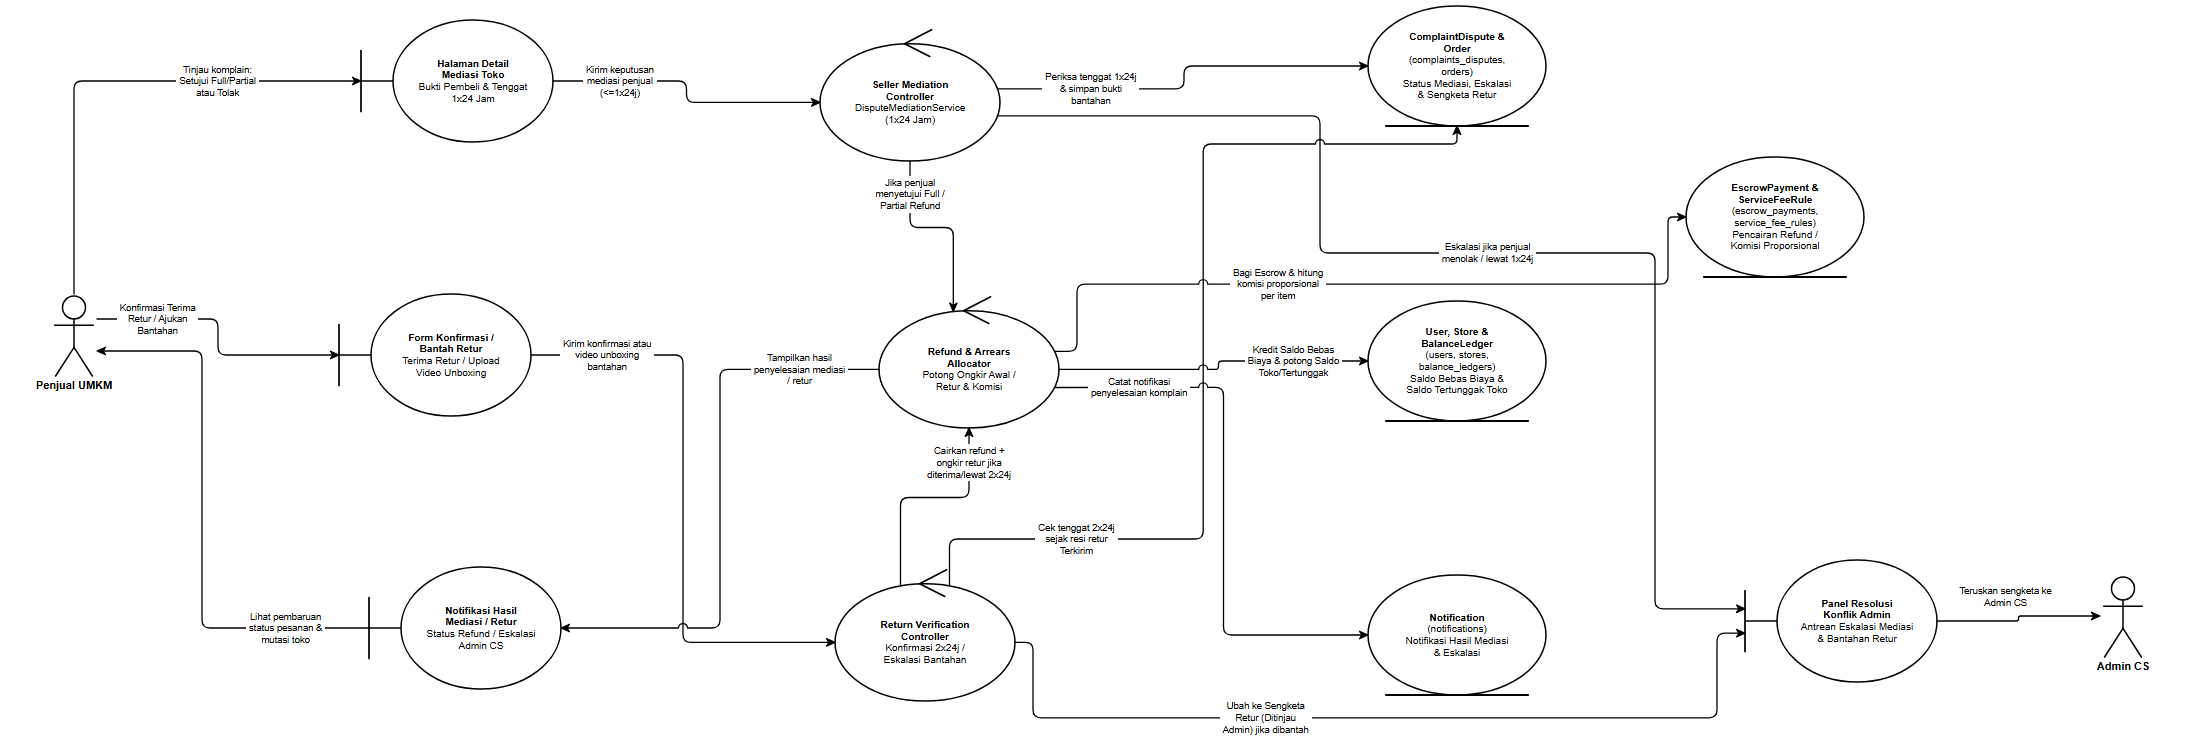 Tinjau komplain:
Setujui Full/Partial
atau Tolak
Halaman Detail
Mediasi Toko
Bukti Pembeli & Tenggat
1x24 Jam
Kirim keputusan
mediasi penjual
(<=1x24j)
Seller Mediation
Controller
DisputeMediationService
(1x24 Jam)
Periksa tenggat 1x24j
& simpan bukti
bantahan
ComplaintDispute &
Order
(complaints_disputes,
orders)
Status Mediasi, Eskalasi
& Sengketa Retur
Jika penjual
menyetujui Full /
Partial Refund
EscrowPayment &
ServiceFeeRule
(escrow_payments,
service_fee_rules)
Pencairan Refund /
Komisi Proporsional
Eskalasi jika penjual
menolak / lewat 1x24j
Bagi Escrow & hitung
komisi proporsional
per item
Penjual UMKM
Konfirmasi Terima
Retur / Ajukan
Bantahan
Form Konfirmasi /
Bantah Retur
Terima Retur / Upload
Video Unboxing
Kirim konfirmasi atau
video unboxing
bantahan
Tampilkan hasil
penyelesaian mediasi
/ retur
Refund & Arrears
Allocator
Potong Ongkir Awal /
Retur & Komisi
Kredit Saldo Bebas
Biaya & potong Saldo
Toko/Tertunggak
Catat notifikasi
penyelesaian komplain
User, Store &
BalanceLedger
(users, stores,
balance_ledgers)
Saldo Bebas Biaya &
Saldo Tertunggak Toko
Cairkan refund +
ongkir retur jika
diterima/lewat 2x24j
Cek tenggat 2x24j
sejak resi retur
Terkirim
Lihat pembaruan
status pesanan &
mutasi toko
Notifikasi Hasil
Mediasi / Retur
Status Refund / Eskalasi
Admin CS
Return Verification
Controller
Konfirmasi 2x24j /
Eskalasi Bantahan
Notification
(notifications)
Notifikasi Hasil Mediasi
& Eskalasi
Panel Resolusi
Konflik Admin
Antrean Eskalasi Mediasi
& Bantahan Retur
Teruskan sengketa ke
Admin CS
Admin CS
Ubah ke Sengketa
Retur (Ditinjau
Admin) jika dibantah